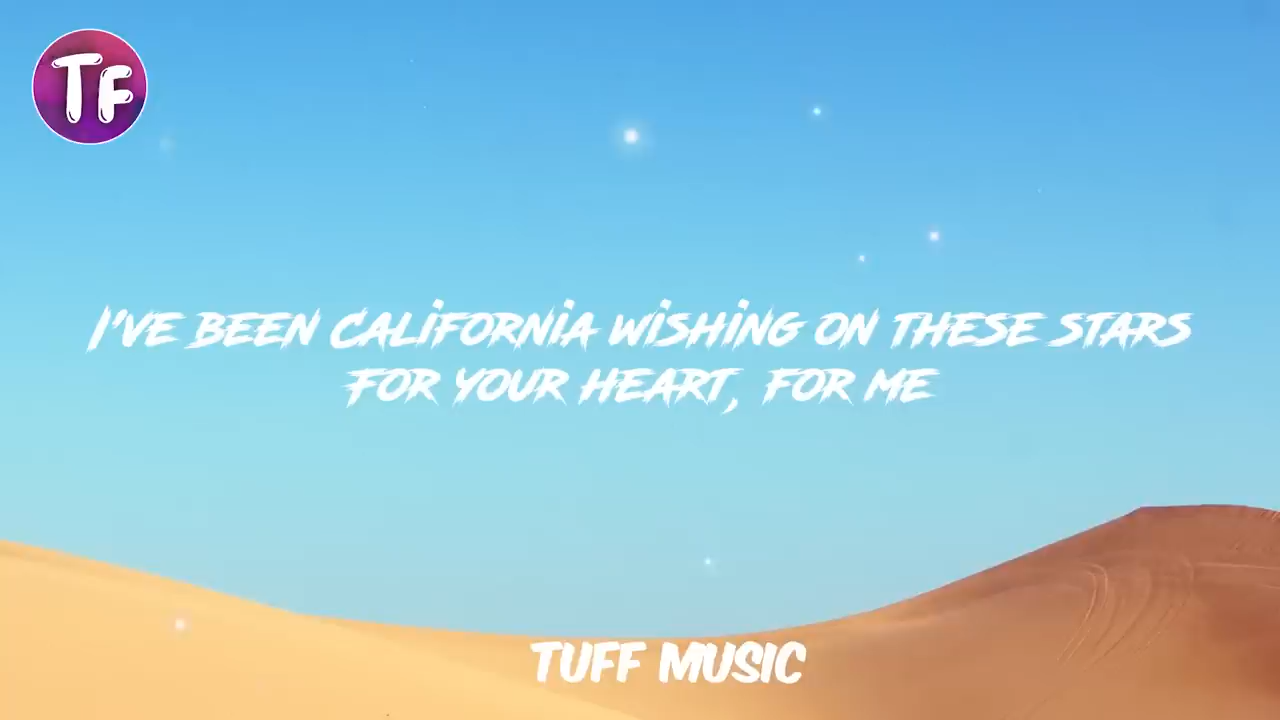 TF
I'VE BEEN CALIFORNIA WISHING ON THESE STARS
FOR YOUR HEART, FOR ME
TUFF MUSIC